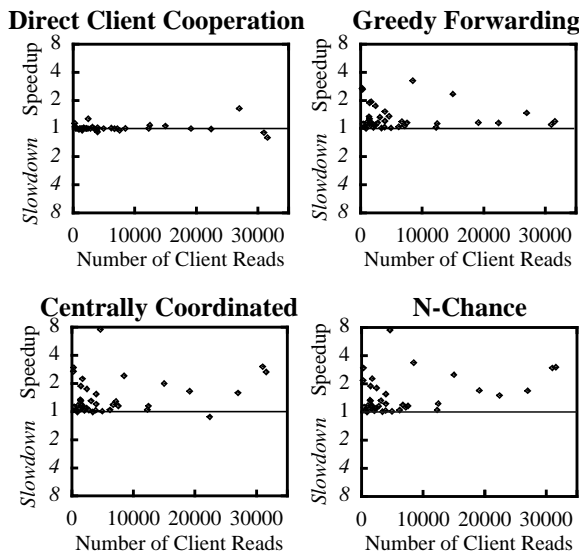 Direct Client Cooperation
8
4
2
1
2
4
8
Speedup
Slowdown
0 10000 20000 30000
Number of Client Reads
Greedy Forwarding
8
4
2
1
2
4
8
Speedup
Slowdown
0 10000 20000 30000
Number of Client Reads
Centrally Coordinated
8
4
2
1
2
4
8
Speedup
Slowdown
0 10000 20000 30000
Number of Client Reads
N-Chance
8
4
2
1
2
4
8
Speedup
Slowdown
0 10000 20000 30000
Number of Client Reads